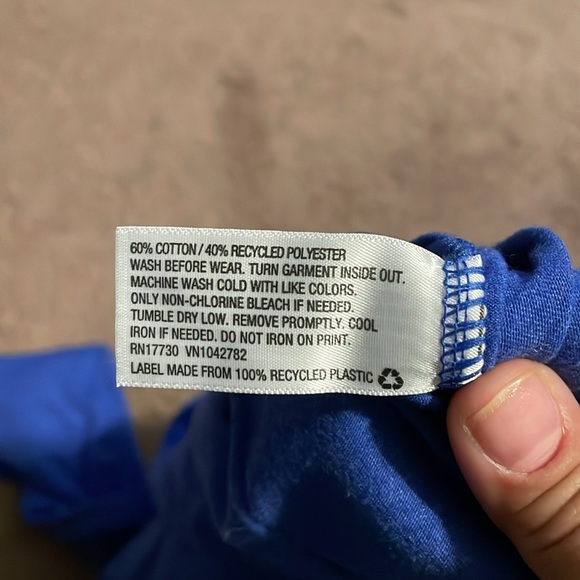 60% COTTON / 40% RECYCLED POLYESTER
WASH BEFORE WEAR. TURN GARMENT INSIDE OUT.
MACHINE WASH COLD WITH LIKE COLORS.
ONLY NON-CHLORINE BLEACH IF NEEDED.
TUMBLE DRY LOW. REMOVE PROMPTLY. COOL
IRON IF NEEDED. DO NOT IRON ON PRINT.
RN17730 VN1042782
LABEL MADE FROM 100% RECYCLED PLASTIC